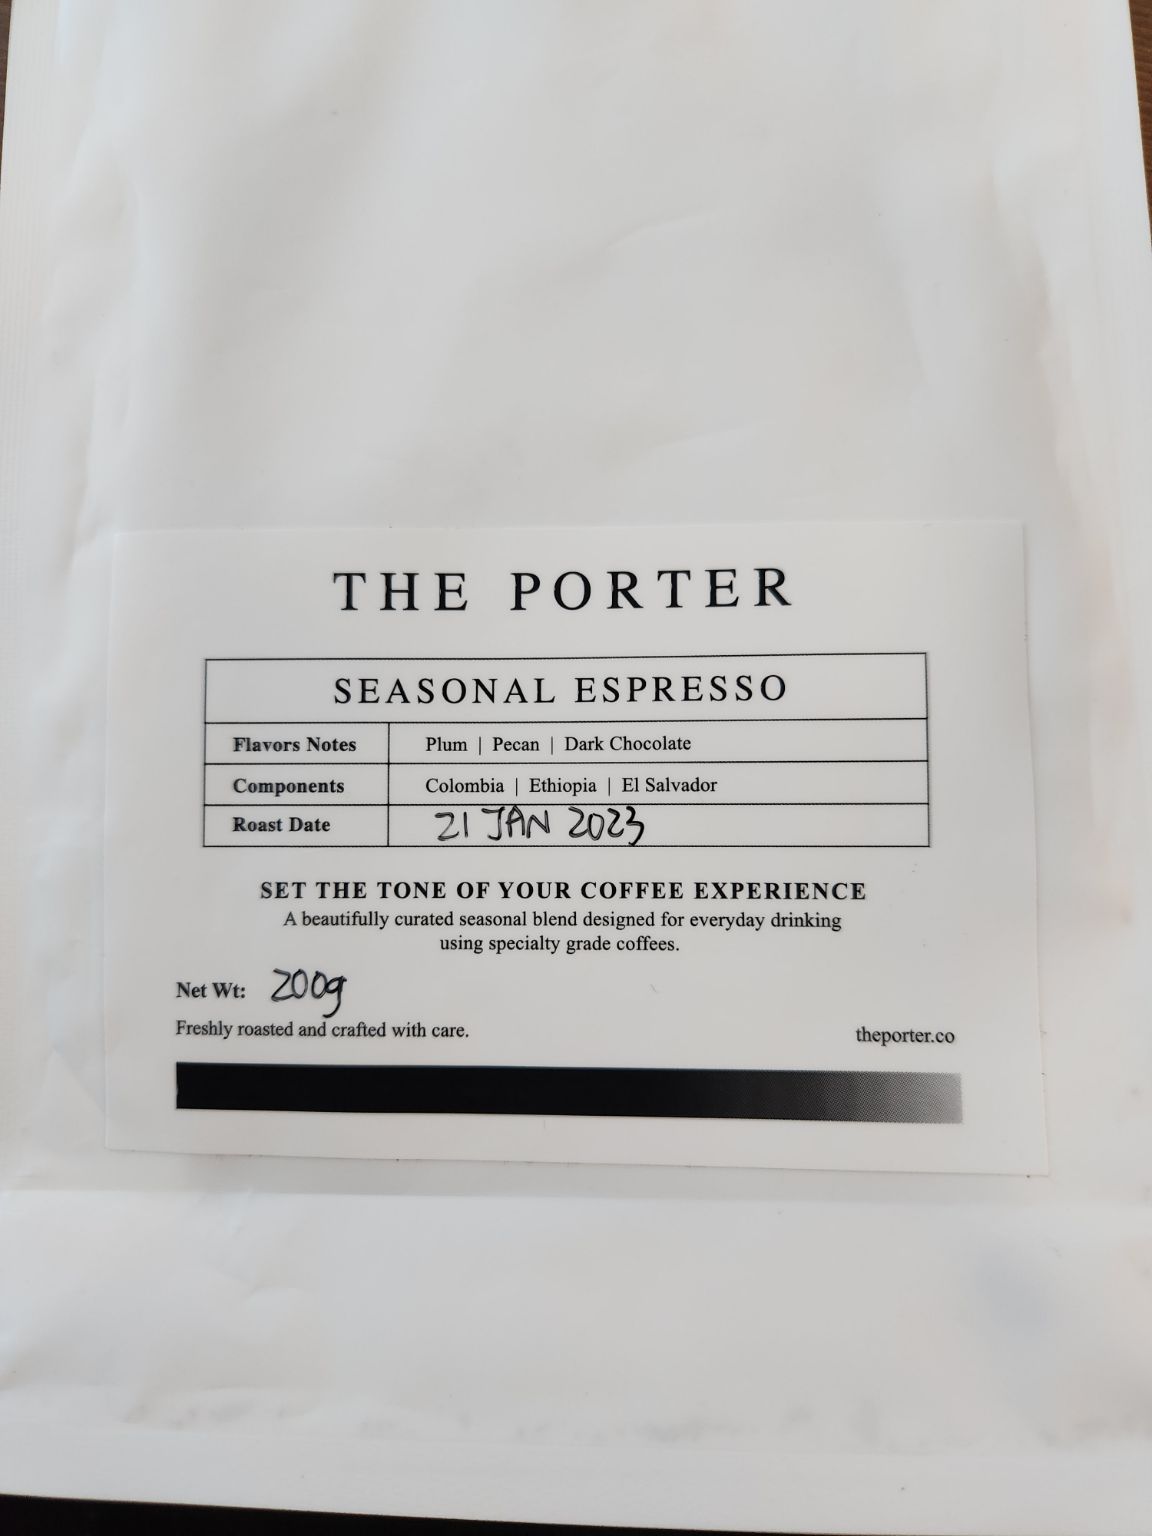 THE PORTER
SEASONAL ESPRESSO
Flavors Notes Plum | Pecan | Dark Chocolate
Components Colombia | Ethiopia | El Salvador
Roast Date 21 JAN 2023
SET THE TONE OF YOUR COFFEE EXPERIENCE
A beautifully curated seasonal blend designed for everyday drinking
using specialty grade coffees.
Net Wt: 200g
Freshly roasted and crafted with care. theporter.co